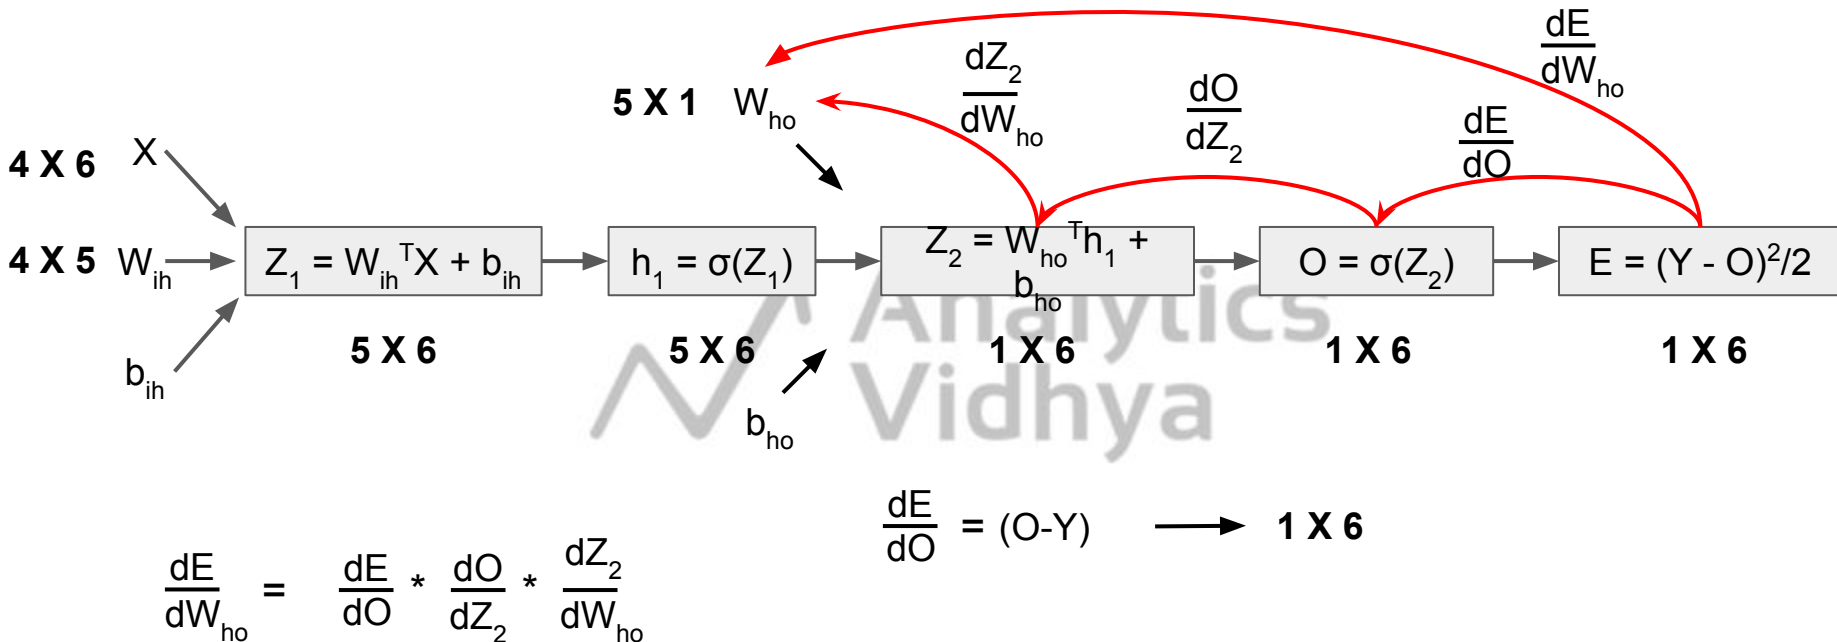 dE
dW_ho
dZ_2
dW_ho
dO
dZ_2
dE
dO
5 X 1 W_ho
4 X 6 X
4 X 5 W_ih
b_ih
Z_1 = W_ih^T X + b_ih
h_1 = σ(Z_1)
Z_2 = W_ho^T h_1 +
b_ho
O = σ(Z_2)
E = (Y - O)^2/2
5 X 6
5 X 6
1 X 6
1 X 6
1 X 6
b_ho
Analytics
Vidhya
dE
dO
= (O-Y)
1 X 6
dE
dW_ho
=
dE
dO
*
dO
dZ_2
*
dZ_2
dW_ho